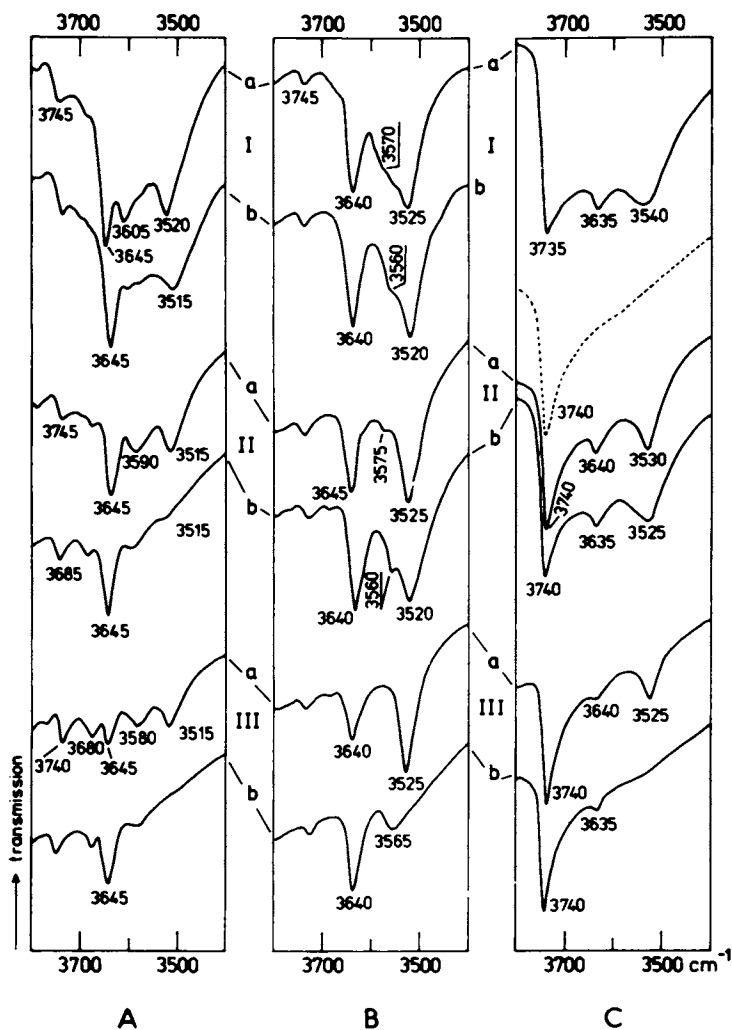 3700 3500 3700 3500 3700 3500
a a
3745 3745
I I
3570
b b
3605 3520 3640 3525 3635 3540
3645 3735
3515 3560
3645 3640 3520
a a
3740
II II
3745 3590 3515 3575 b
3645 3645 3525 3640 3530
b 3740
3515 3635 3525
3685 3560 3740
3645 3640 3520
a a
III III
3680 3580 3515 3640 3640 3525
3740 3645 3525
b b 3740
3565 3635
3645 3640 3740
transmission
3700 3500 3700 3500 3700 3500 cm-1
A B C